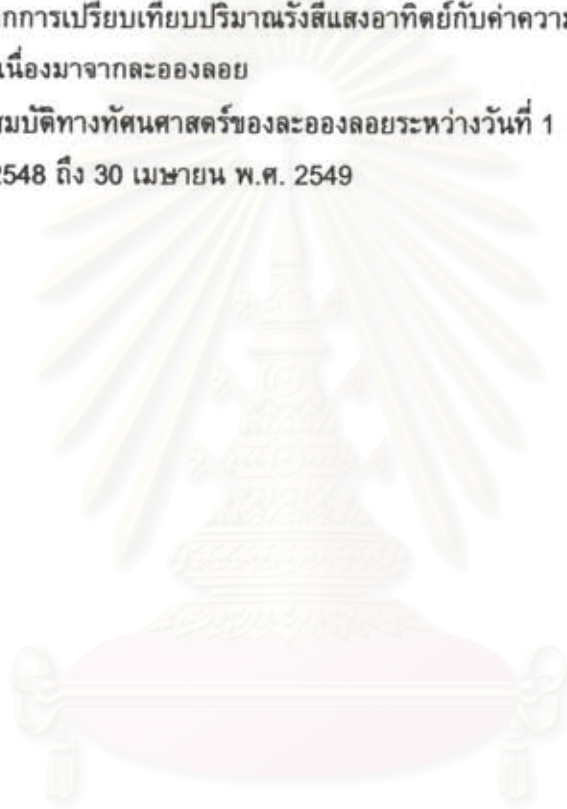 กการเปรียบเทียบปริมาณรังสีแสงอาทิตย์กับค่าความ
เนื่องมาจากละอองลอย
สมบัติทางทัศนศาสตร์ของละอองลอยระหว่างวันที่ 1
2548 ถึง 30 เมษายน พ.ศ. 2549